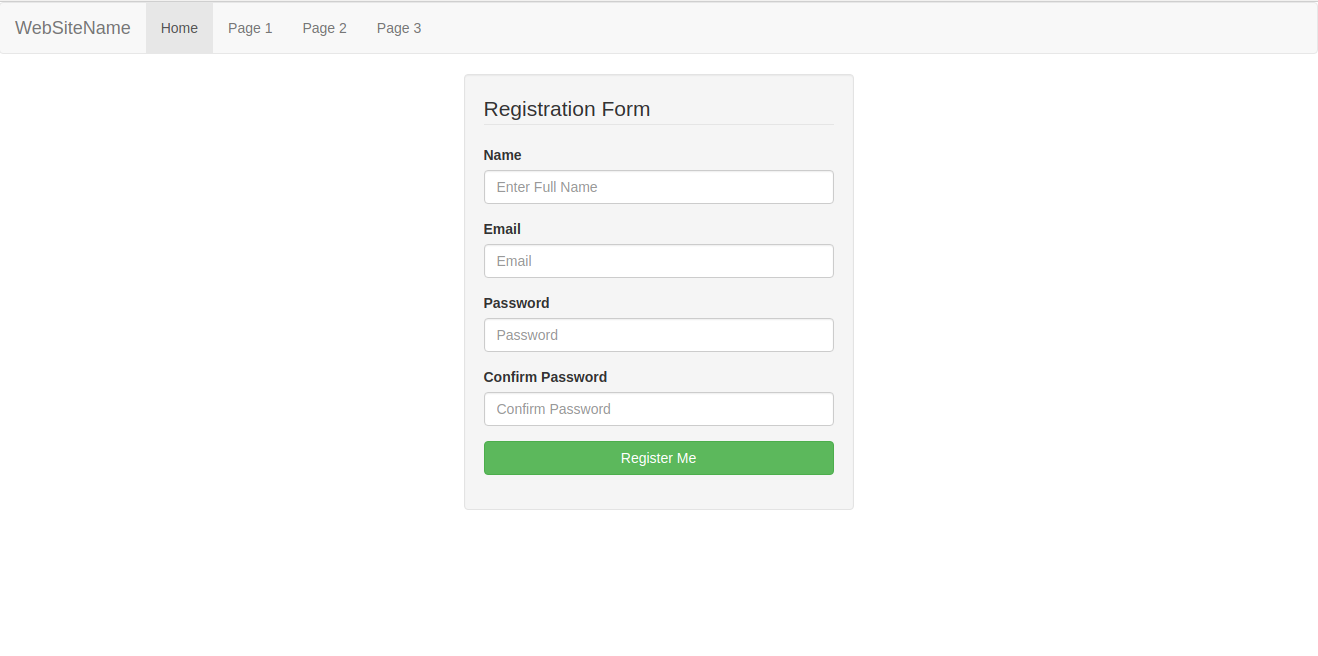 WebSiteName Home Page 1 Page 2 Page 3
Registration Form
Name
Enter Full Name
Email
Email
Password
Password
Confirm Password
Confirm Password
Register Me